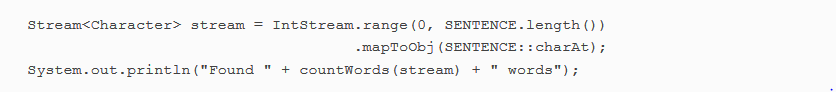 Stream<Character> stream = IntStream.range(0, SENTENCE.length())
.mapToObj(SENTENCE::charAt);
System.out.println("Found " + countWords(stream) + " words");